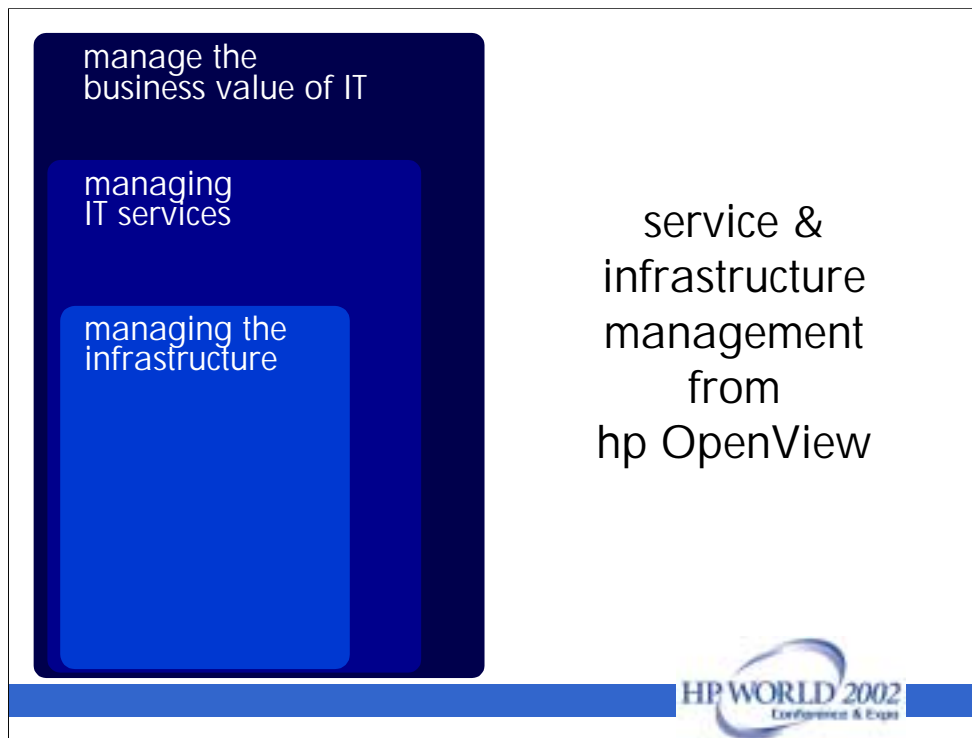 manage the
business value of IT
managing
IT services
managing the
infrastructure
service &
infrastructure
management
from
hp OpenView
HP WORLD 2002
Conference & Expo